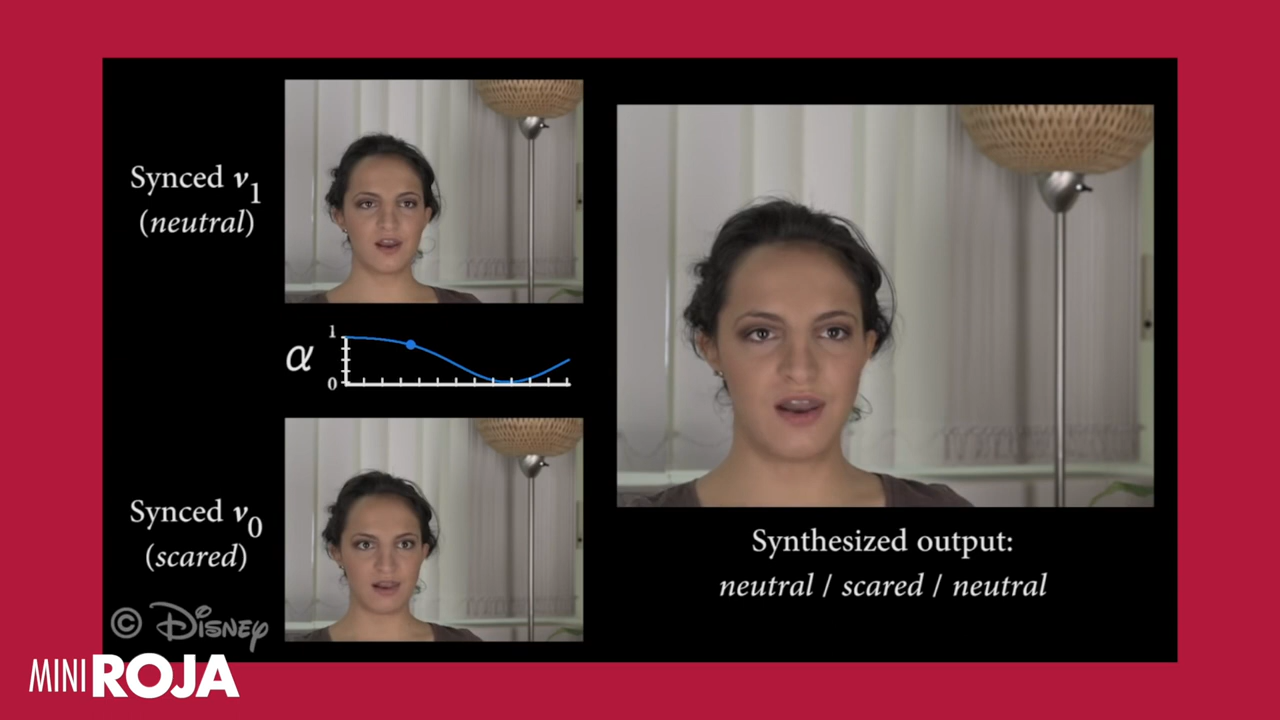 Synced v1
(neutral)
α
1
0
Synced v0
(scared)
© Disney
Synthesized output:
neutral / scared / neutral
MINI ROJA